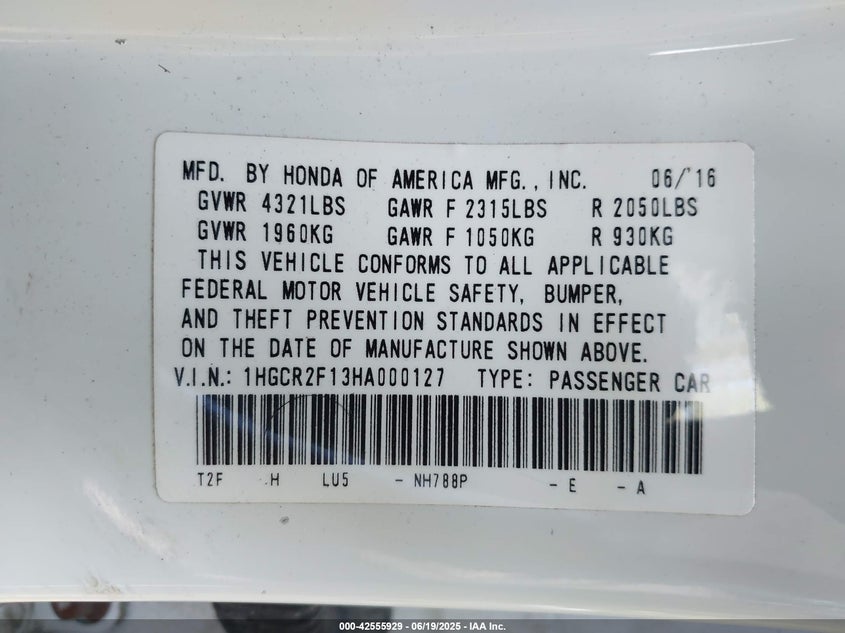 MFD. BY HONDA OF AMERICA MFG., INC. 06/16
GVWR 4321LBS GAWR F 2315LBS R 2050LBS
GVWR 1960KG GAWR F 1050KG R 930KG
THIS VEHICLE CONFORMS TO ALL APPLICABLE
FEDERAL MOTOR VEHICLE SAFETY, BUMPER,
AND THEFT PREVENTION STANDARDS IN EFFECT
ON THE DATE OF MANUFACTURE SHOWN ABOVE.
V.I.N.: 1HGCR2F13HA000127 TYPE: PASSENGER CAR
T2F H LU5 - NH788P - E - A
000-42555929 - 06/19/2025 - IAA Inc.